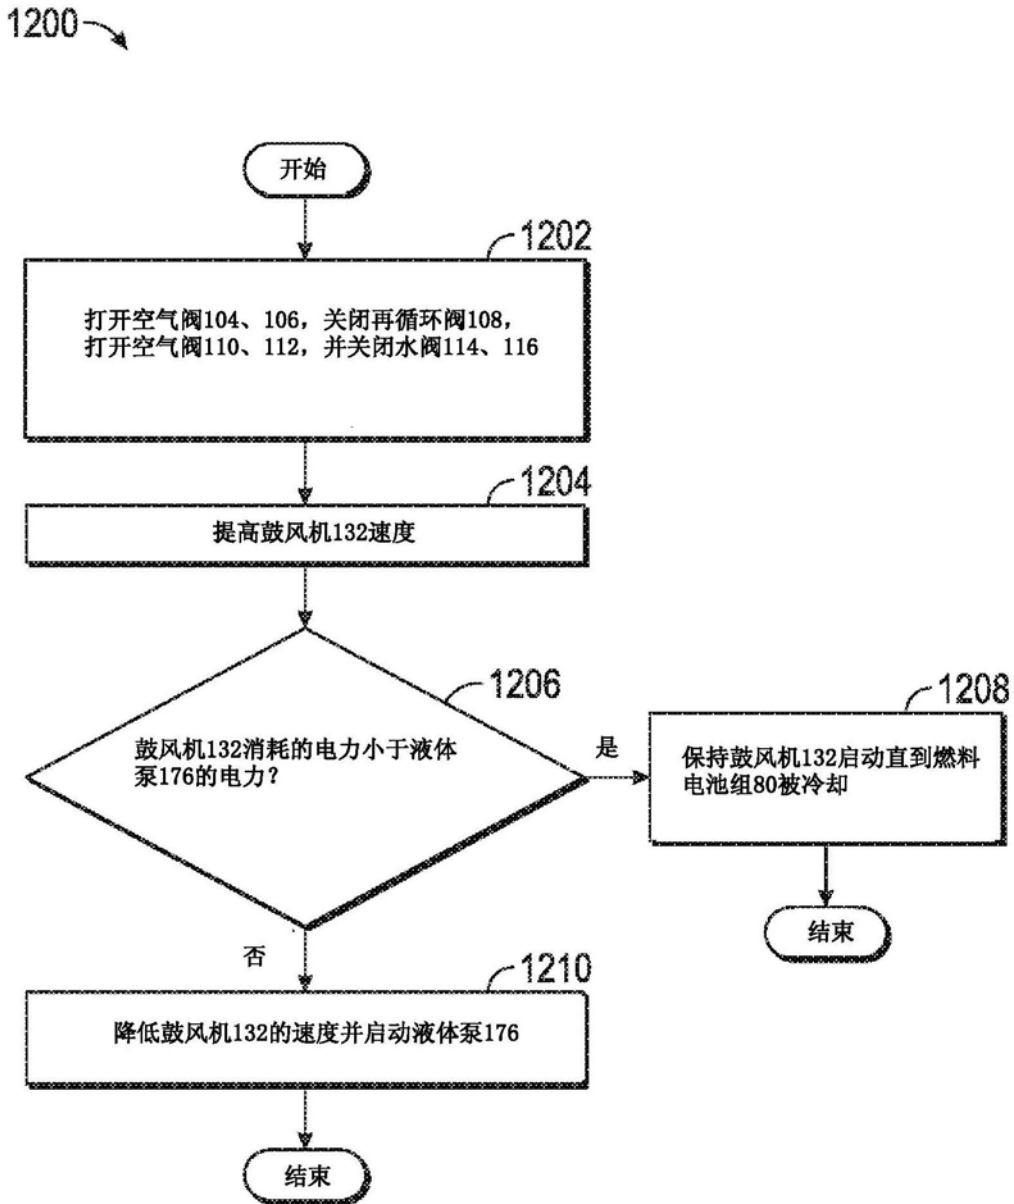 1200
开始
1202
打开空气阀104、106，关闭再循环阀108，
打开空气阀110、112，并关闭水阀114、116
1204
提高鼓风机132速度
1206
鼓风机132消耗的电力小于液体
泵176的电力？
是
1208
保持鼓风机132启动直到燃料
电池组80被冷却
结束
否
1210
降低鼓风机132的速度并启动液体泵176
结束